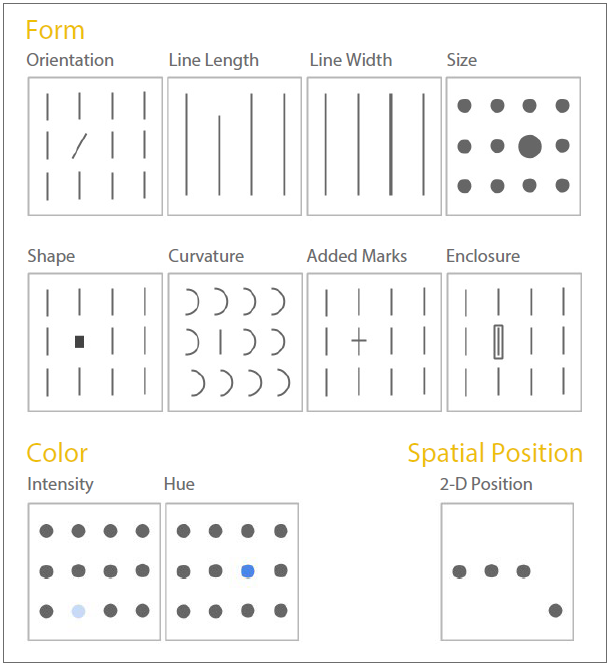 Form
Orientation
Line Length
Line Width
Size
Shape
Curvature
Added Marks
Enclosure
Color
Intensity
Hue
Spatial Position
2-D Position